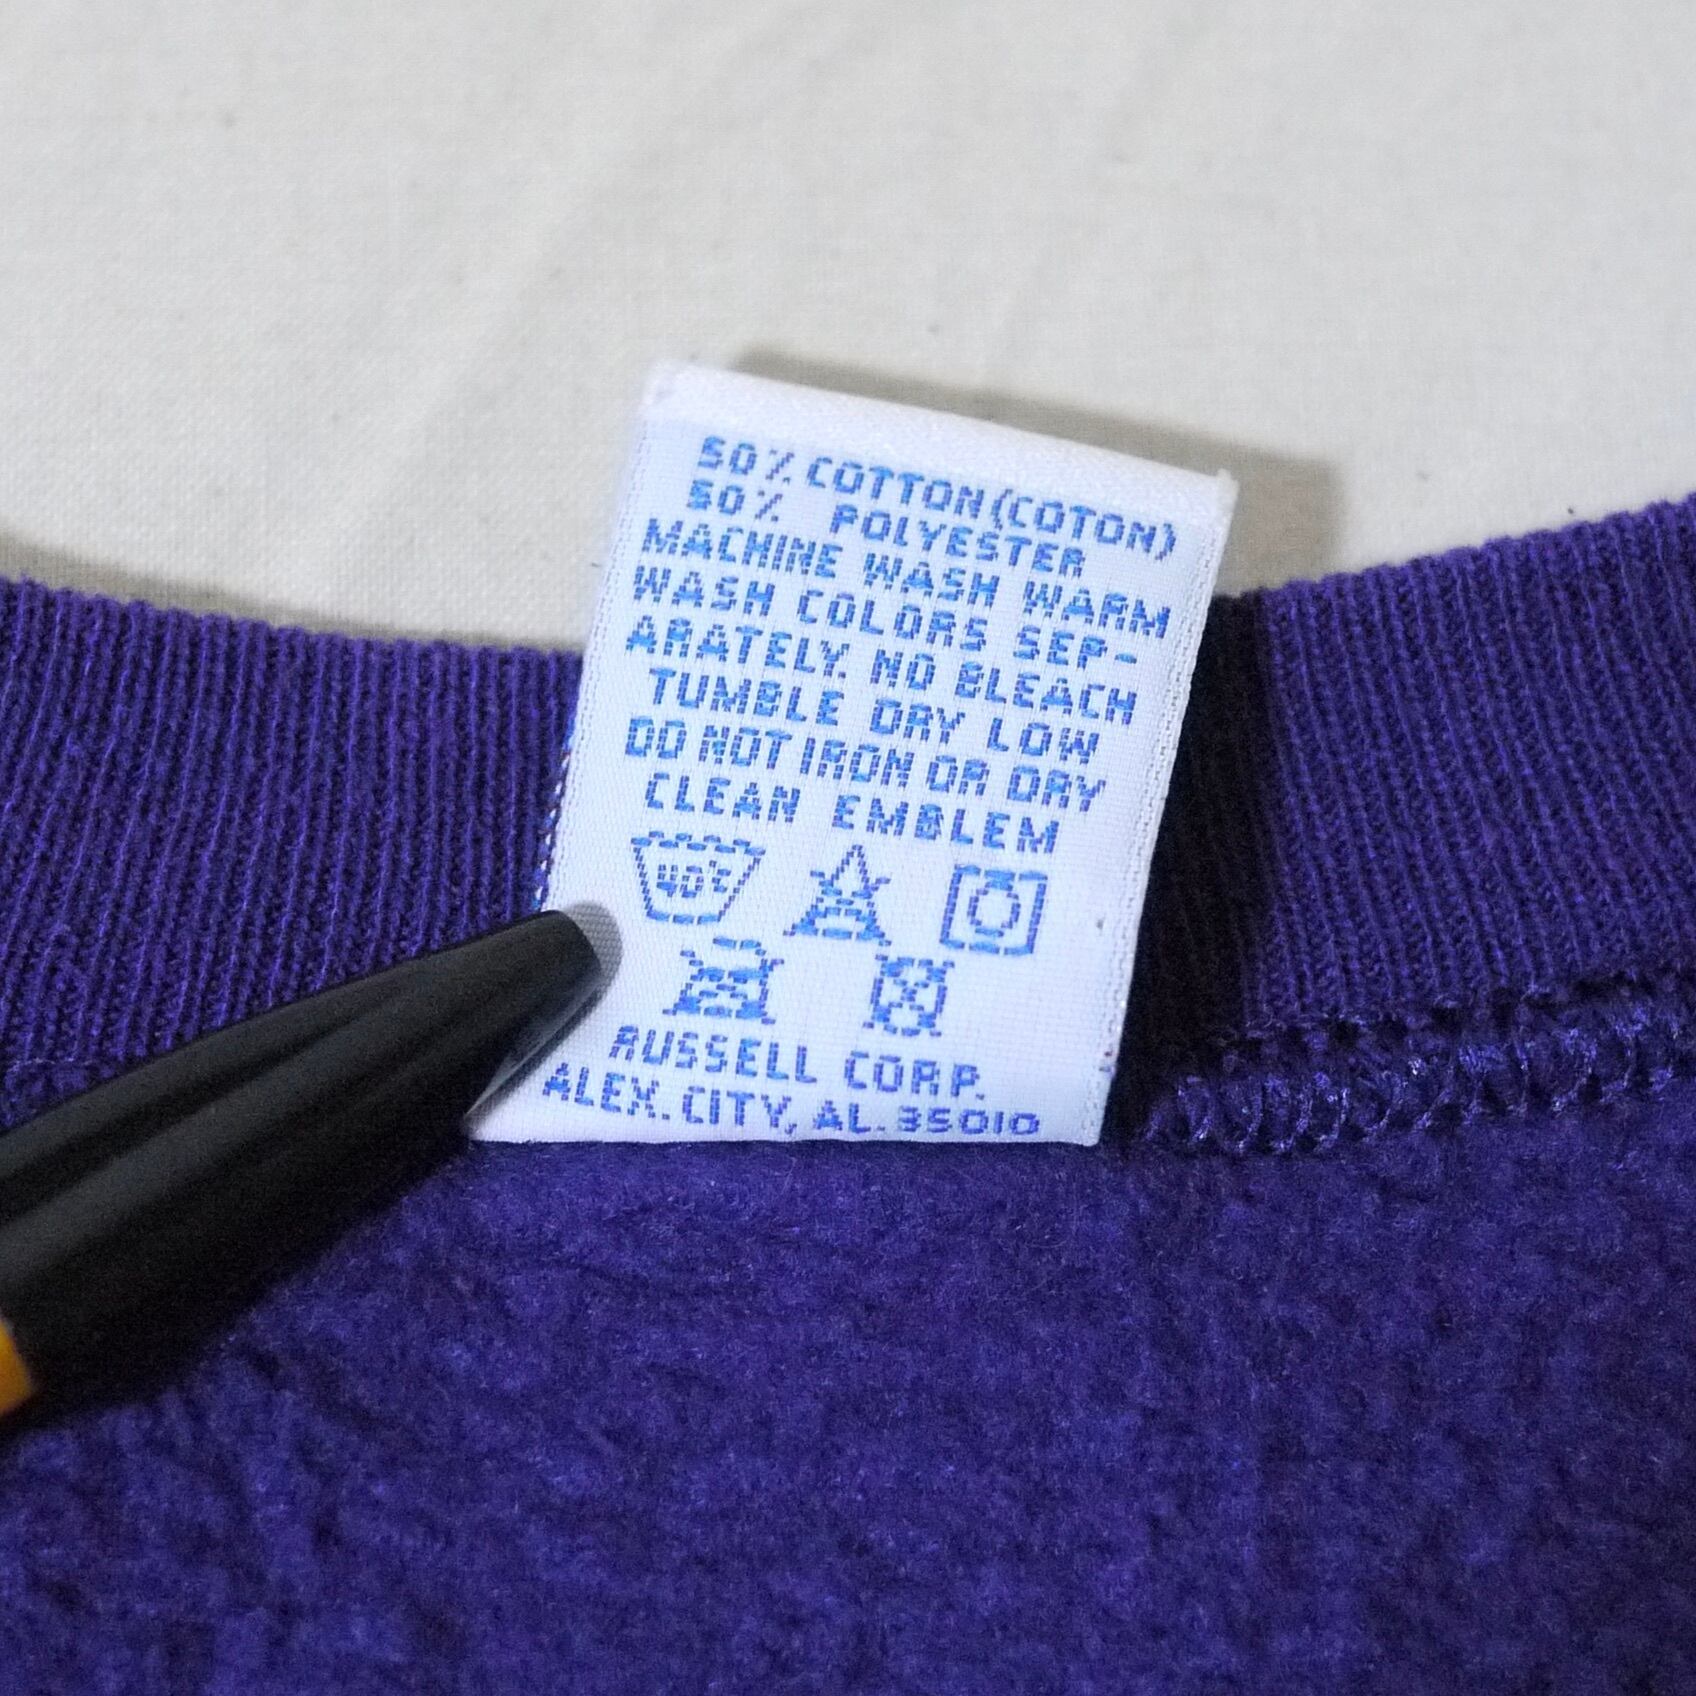 50% COTTON (COTON)
50% POLYESTER
MACHINE WASH WARM
WASH COLORS SEP-
ARATELY. NO BLEACH
TUMBLE DRY LOW
DO NOT IRON OR DRY
CLEAN EMBLEM
40°C
RUSSELL CORP.
ALEX. CITY, AL. 35010